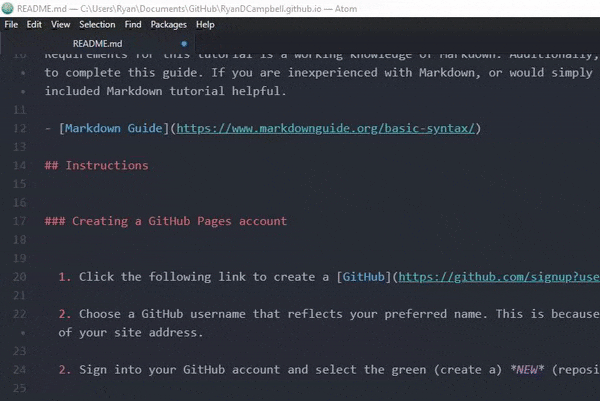 README.md — C:\Users\Ryan\Documents\GitHub\RyanDCampbell.github.io — Atom
File Edit View Selection Find Packages Help
README.md
10 Requirements for this tutorial is a working knowledge of Markdown. Additionally,
to complete this guide. If you are inexperienced with Markdown, or would simply
included Markdown tutorial helpful.
11
12 - [Markdown Guide](https://www.markdownguide.org/basic-syntax/)
13
14 ## Instructions
15
16
17 ### Creating a GitHub Pages account
18
19
20 1. Click the following link to create a [GitHub](https://github.com/signup?use
21
22 2. Choose a GitHub username that reflects your preferred name. This is because
of your site address.
23
24 2. Sign into your GitHub account and select the green (create a) *NEW* (reposi
25